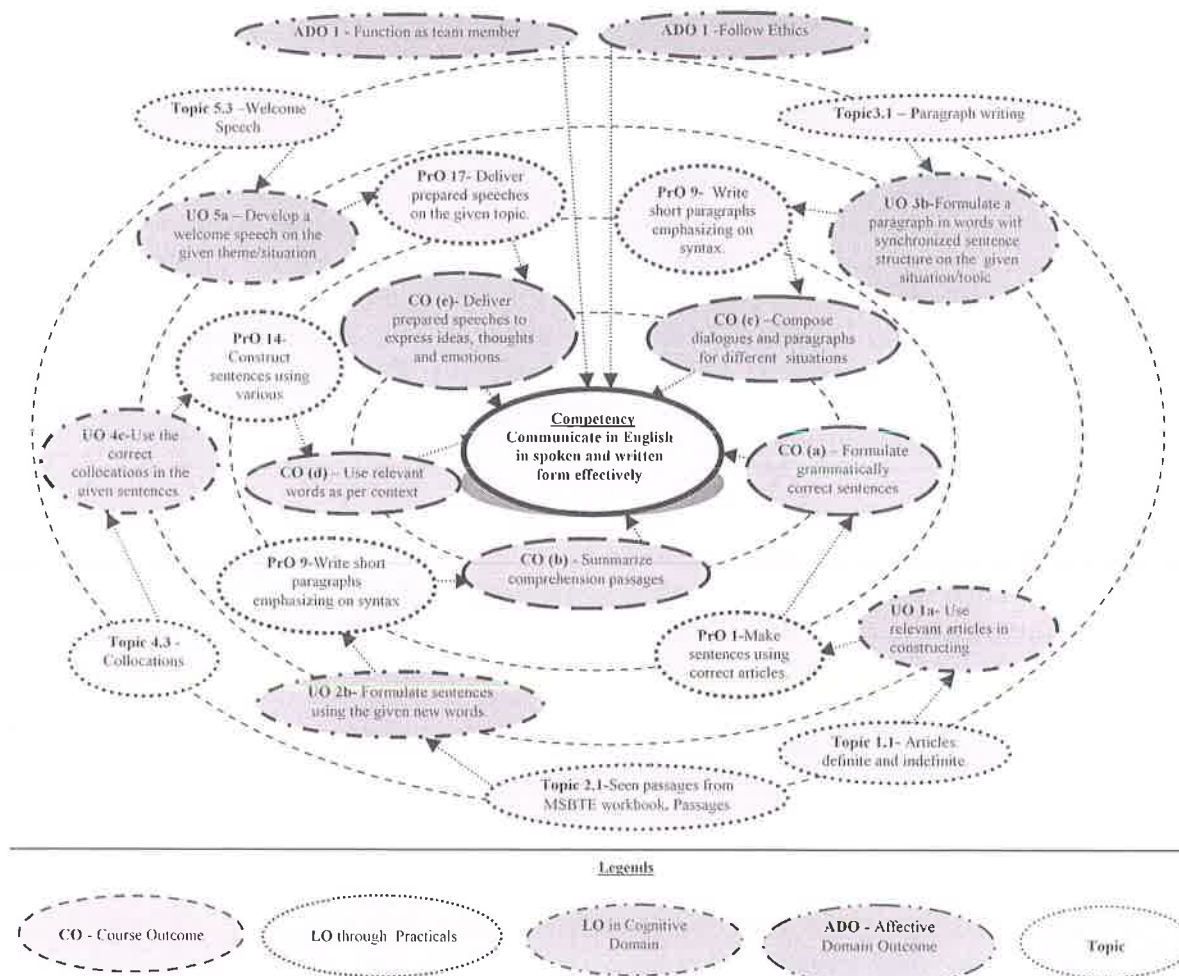 ADO 1 - Function as team member
ADO 1 -Follow Ethics
Topic 5.3 –Welcome
Speech
Topic3.1 – Paragraph writing
PrO 17- Deliver
prepared speeches
on the given topic.
PrO 9- Write
short paragraphs
emphasizing on
syntax.
UO 5a – Develop a
welcome speech on the
given theme/situation
UO 3b-Formulate a
paragraph in words with
synchronized sentence
structure on the given
situation/topic
CO (e)- Deliver
prepared speeches to
express ideas, thoughts
and emotions.
CO (c) –Compose
dialogues and paragraphs
for different situations
PrO 14-
Construct
sentences using
various
Competency
Communicate in English
in spoken and written
form effectively
UO 4c-Use the
correct
collocations in the
given sentences
CO (d) – Use relevant
words as per context
CO (a) – Formulate
grammatically
correct sentences
CO (b) - Summarize
comprehension passages
PrO 9-Write short
paragraphs
emphasizing on syntax
UO 1a- Use
relevant articles in
constructing
Topic 4.3 -
Collocations
PrO 1-Make
sentences using
correct articles.
UO 2b- Formulate sentences
using the given new words.
Topic 1.1- Articles
definite and indefinite
Topic 2.1-Seen passages from
MSBTE workbook. Passages
Legends
CO - Course Outcome
LO through Practicals
LO in Cognitive
Domain
ADO - Affective
Domain Outcome
Topic